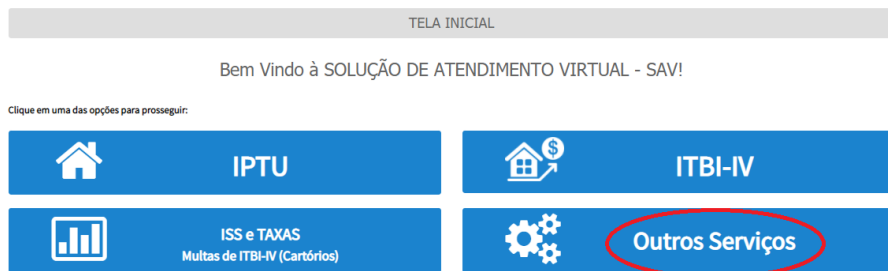 TELA INICIAL
Bem Vindo à SOLUÇÃO DE ATENDIMENTO VIRTUAL - SAV!
Clique em uma das opções para prosseguir:
IPTU
$
ITBI-IV
ISS e TAXAS
Multas de ITBI-IV (Cartórios)
Outros Serviços